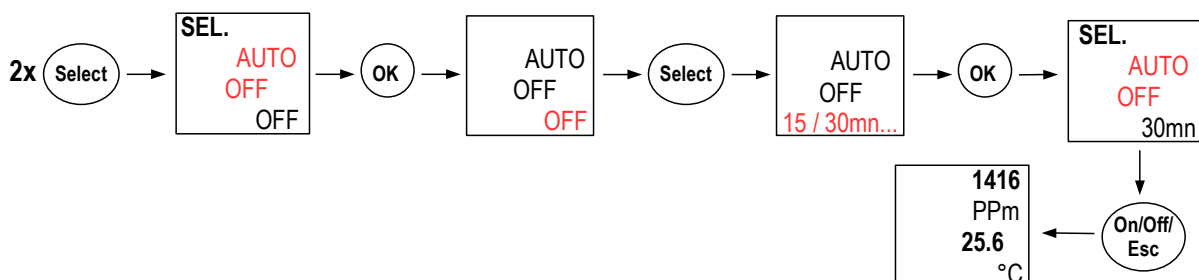 2x
Select
SEL.
AUTO
OFF
OFF
OK
AUTO
OFF
OFF
Select
AUTO
OFF
15 / 30mn...
OK
SEL.
AUTO
OFF
30mn
On/Off/
Esc
1416
PPm
25.6
°C